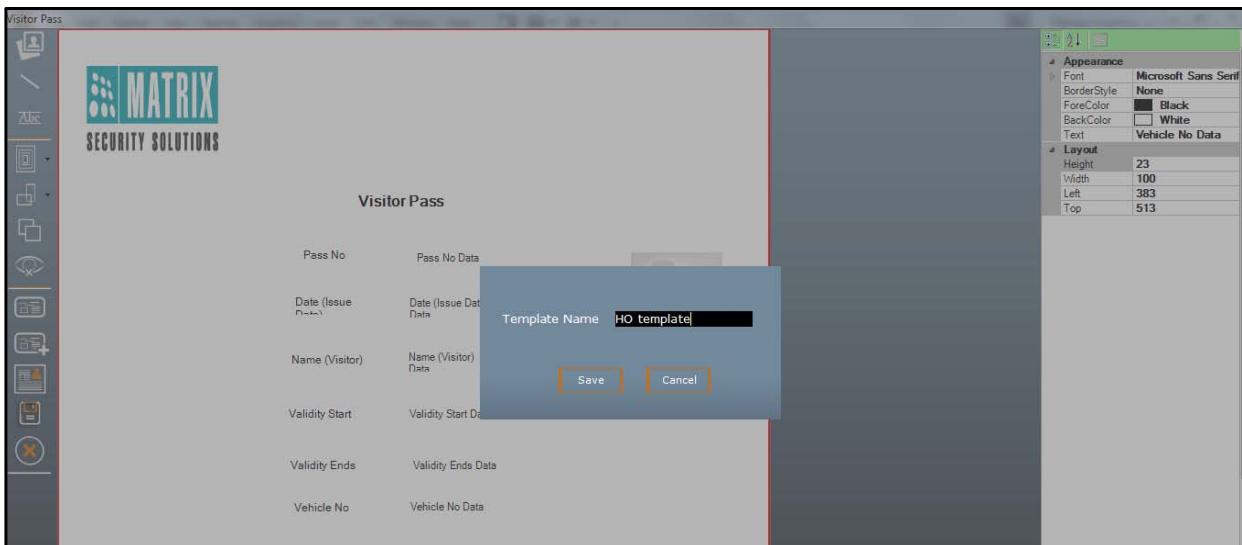 Visitor Pass
Abc
MATRIX
SECURITY SOLUTIONS
Visitor Pass
Pass No Pass No Data
Date (Issue Date) Date (Issue Dat
Data
Name (Visitor) Name (Visitor)
Data
Validity Start Validity Start Da
Validity Ends Validity Ends Data
Vehicle No Vehicle No Data
Template Name HO template
Save Cancel
Appearance
Font Microsoft Sans Serif
BorderStyle None
ForeColor Black
BackColor White
Text Vehicle No Data
Layout
Height 23
Width 100
Left 383
Top 513